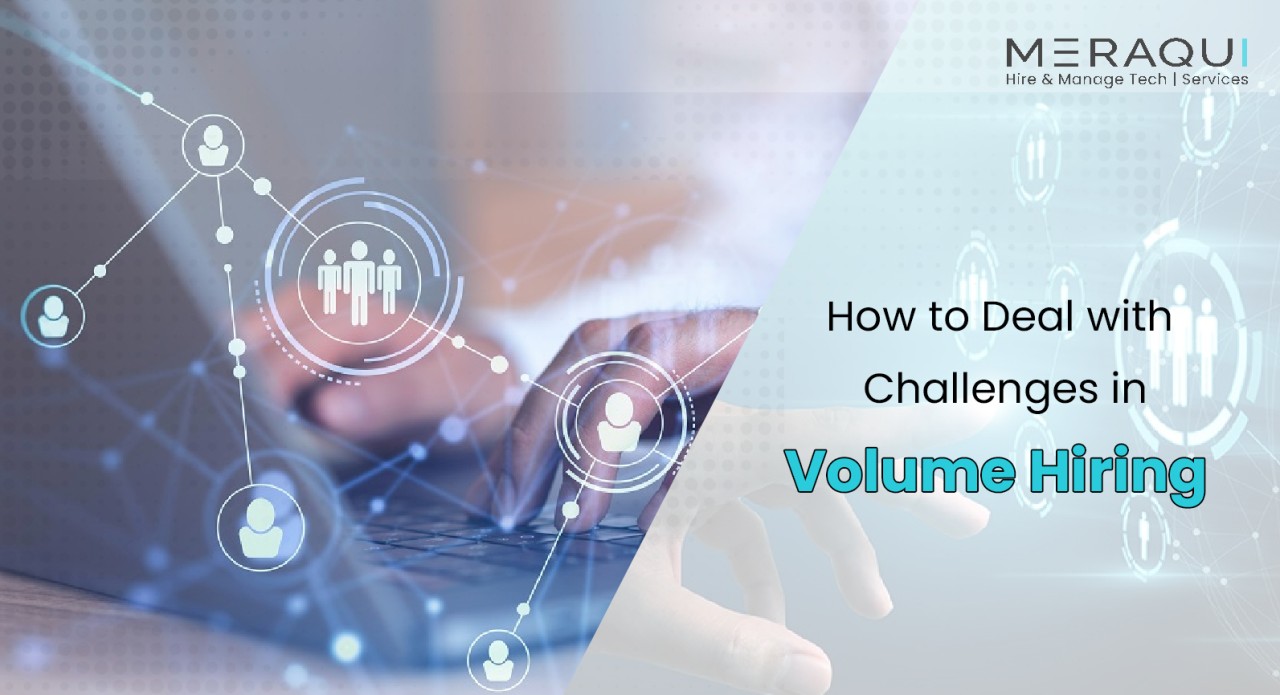 MERAQUI
Hire & Manage Tech | Services
How to Deal with
Challenges in
Volume Hiring